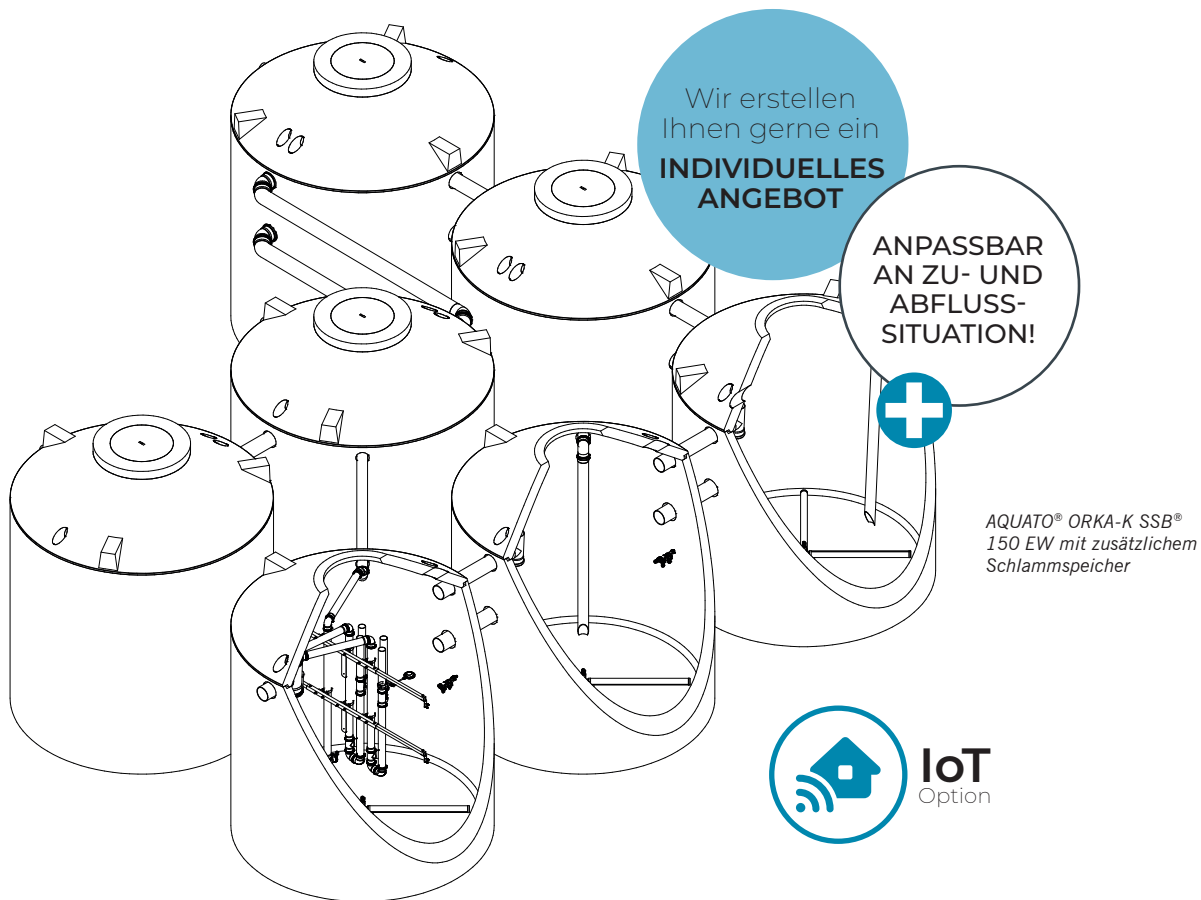 Wir erstellen
Ihnen gerne ein
INDIVIDUELLES
ANGEBOT
ANPASSBAR
AN ZU- UND
ABFLUSS-
SITUATION!
AQUATO® ORKA-K SSB®
150 EW mit zusätzlichem
Schlammspeicher
IoT
Option